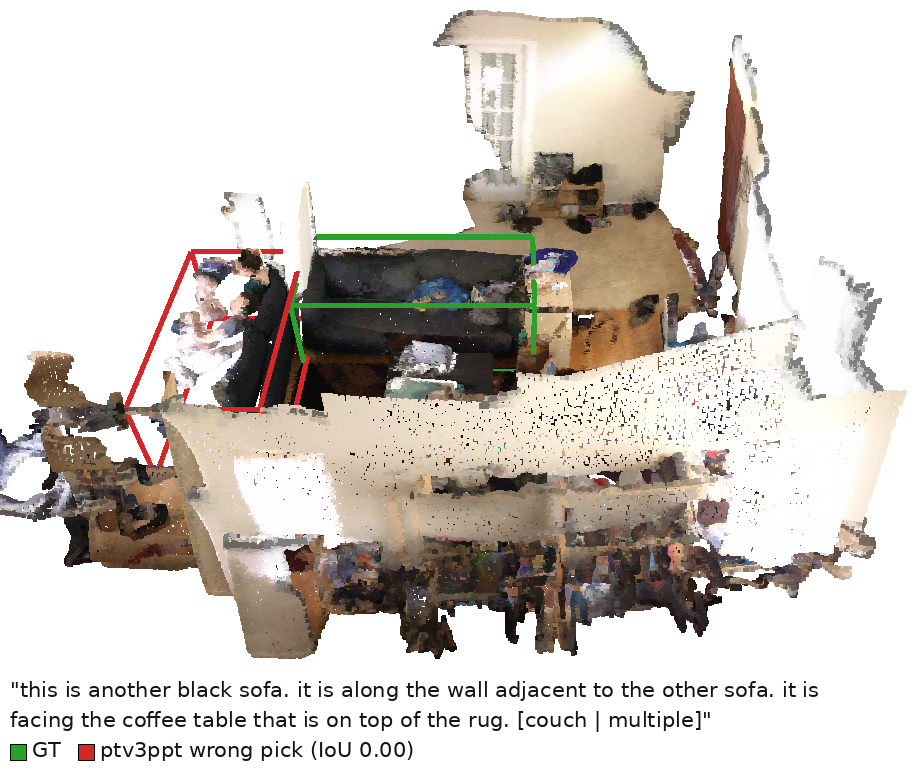 "this is another black sofa. it is along the wall adjacent to the other sofa. it is
facing the coffee table that is on top of the rug. [couch | multiple]"
GT ptv3ppt wrong pick (IoU 0.00)